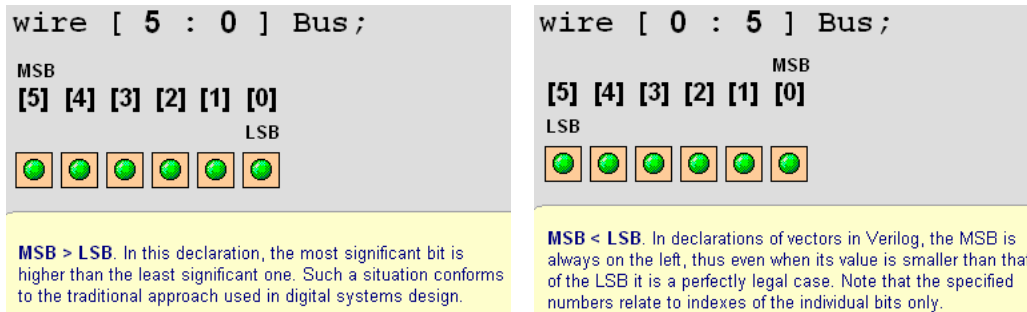 wire [ 5 : 0 ] Bus;
MSB
[5] [4] [3] [2] [1] [0]
LSB
MSB > LSB. In this declaration, the most significant bit is
higher than the least significant one. Such a situation conforms
to the traditional approach used in digital systems design.
wire [ 0 : 5 ] Bus;
MSB
[5] [4] [3] [2] [1] [0]
LSB
MSB < LSB. In declarations of vectors in Verilog, the MSB is
always on the left, thus even when its value is smaller than that
of the LSB it is a perfectly legal case. Note that the specified
numbers relate to indexes of the individual bits only.